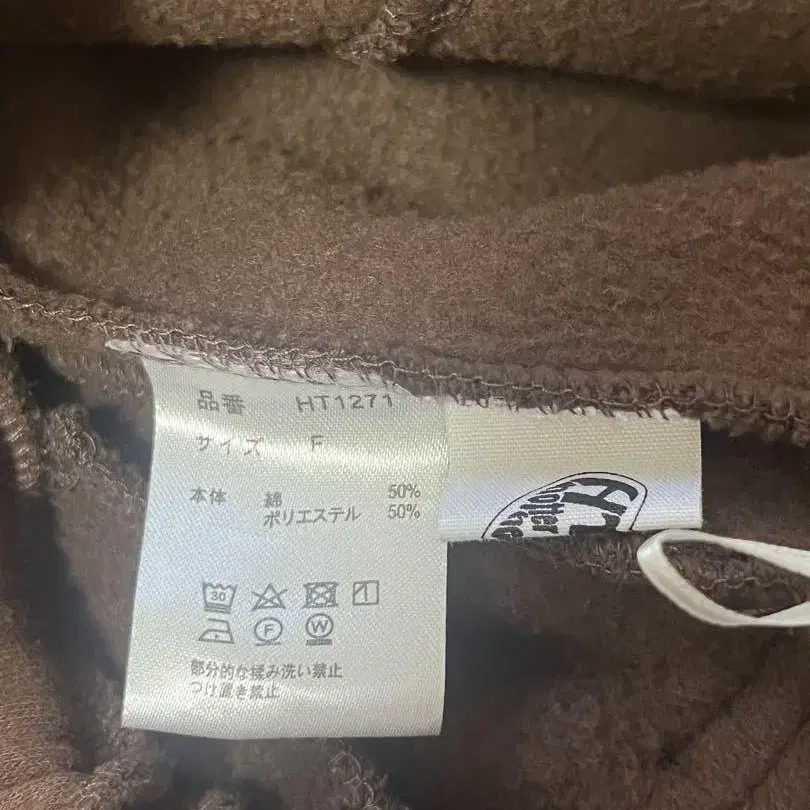 品番 HT1271
サイズ F
本体 綿 50%
ポリエステル 50%
30
F W
部分的な揉み洗い禁止
つけ置き禁止